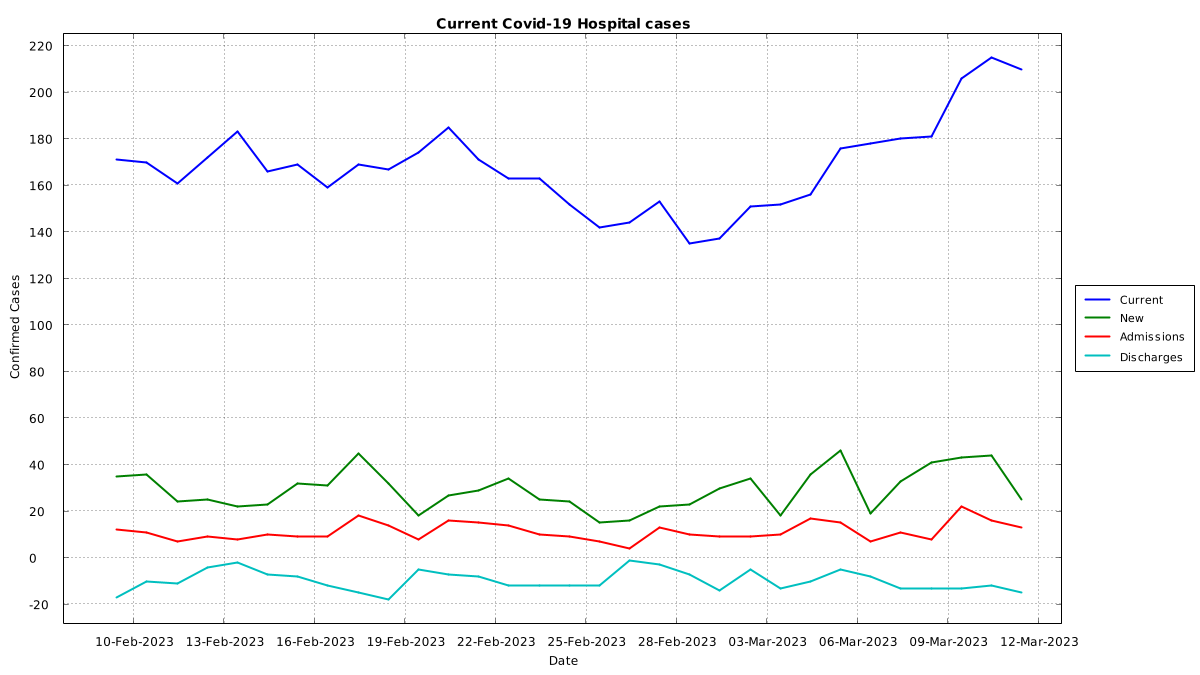 Current Covid-19 Hospital cases
220
200
180
160
140
120
100
80
60
40
20
0
-20
Confirmed Cases
10-Feb-2023 13-Feb-2023 16-Feb-2023 19-Feb-2023 22-Feb-2023 25-Feb-2023 28-Feb-2023 03-Mar-2023 06-Mar-2023 09-Mar-2023 12-Mar-2023
Date
Current
New
Admissions
Discharges